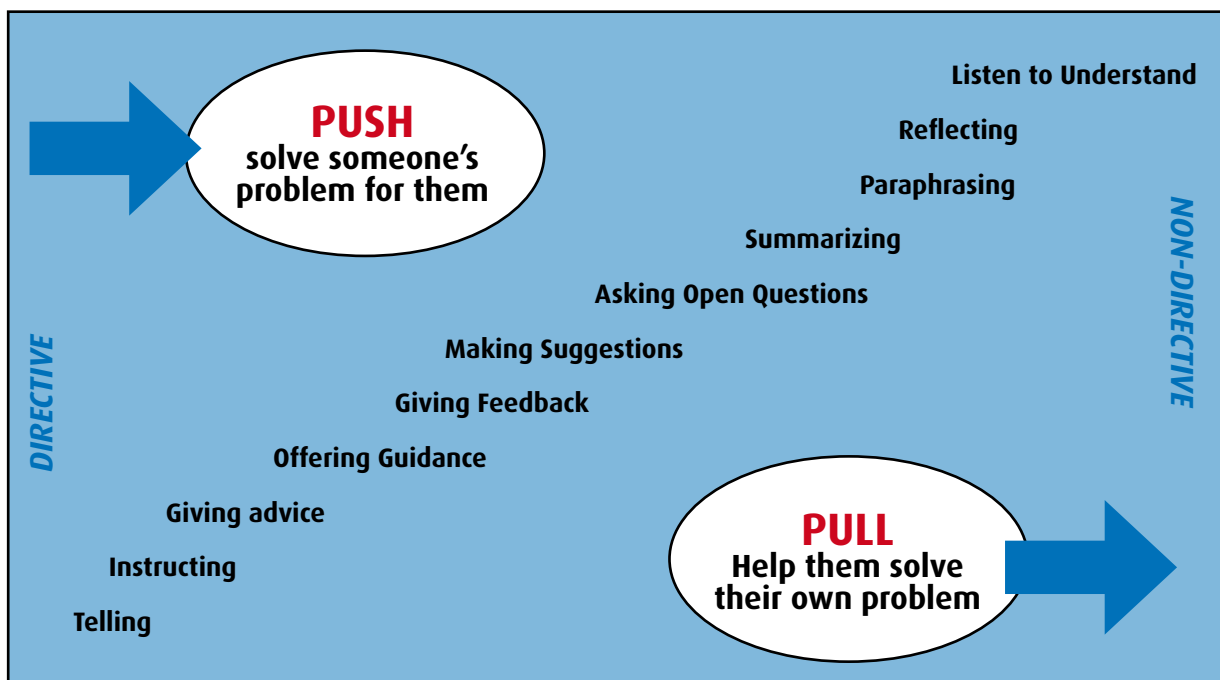 PUSH
solve someone's
problem for them
Listen to Understand
Reflecting
Paraphrasing
Summarizing
Asking Open Questions
Making Suggestions
Giving Feedback
Offering Guidance
Giving advice
Instructing
Telling
DIRECTIVE
NON-DIRECTIVE
PULL
Help them solve
their own problem